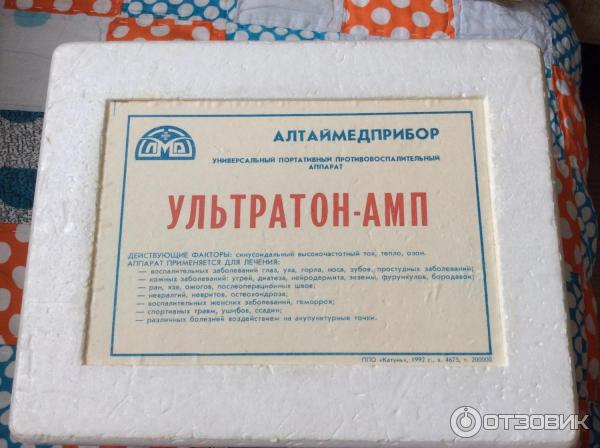 АМП
АЛТАЙМЕДПРИБОР
УНИВЕРСАЛЬНЫЙ ПОРТАТИВНЫЙ ПРОТИВОВОСПАЛИТЕЛЬНЫЙ
АППАРАТ
УЛЬТРАТОН-АМП
ДЕЙСТВУЮЩИЕ ФАКТОРЫ: синусоидальный высокочастотный ток, тепло, озон.
АППАРАТ ПРИМЕНЯЕТСЯ ДЛЯ ЛЕЧЕНИЯ:
— воспалительных заболеваний глаз, уха, горла, носа, зубов, простудных заболеваний;
— кожных заболеваний: угрей, диатеза, нейродермита, экземы, фурункулов, бородавок;
— ран, язв, ожогов, послеоперационных швов;
— невралгий, невритов, остеохондроза;
— воспалительных женских заболеваний, геморроя;
— спортивных травм, ушибов, ссадин;
— различных болезней воздействием на акупунктурные точки.
ППО «Катунь», 1992 г., з. 4675, т. 200000
ОТЗОВИК